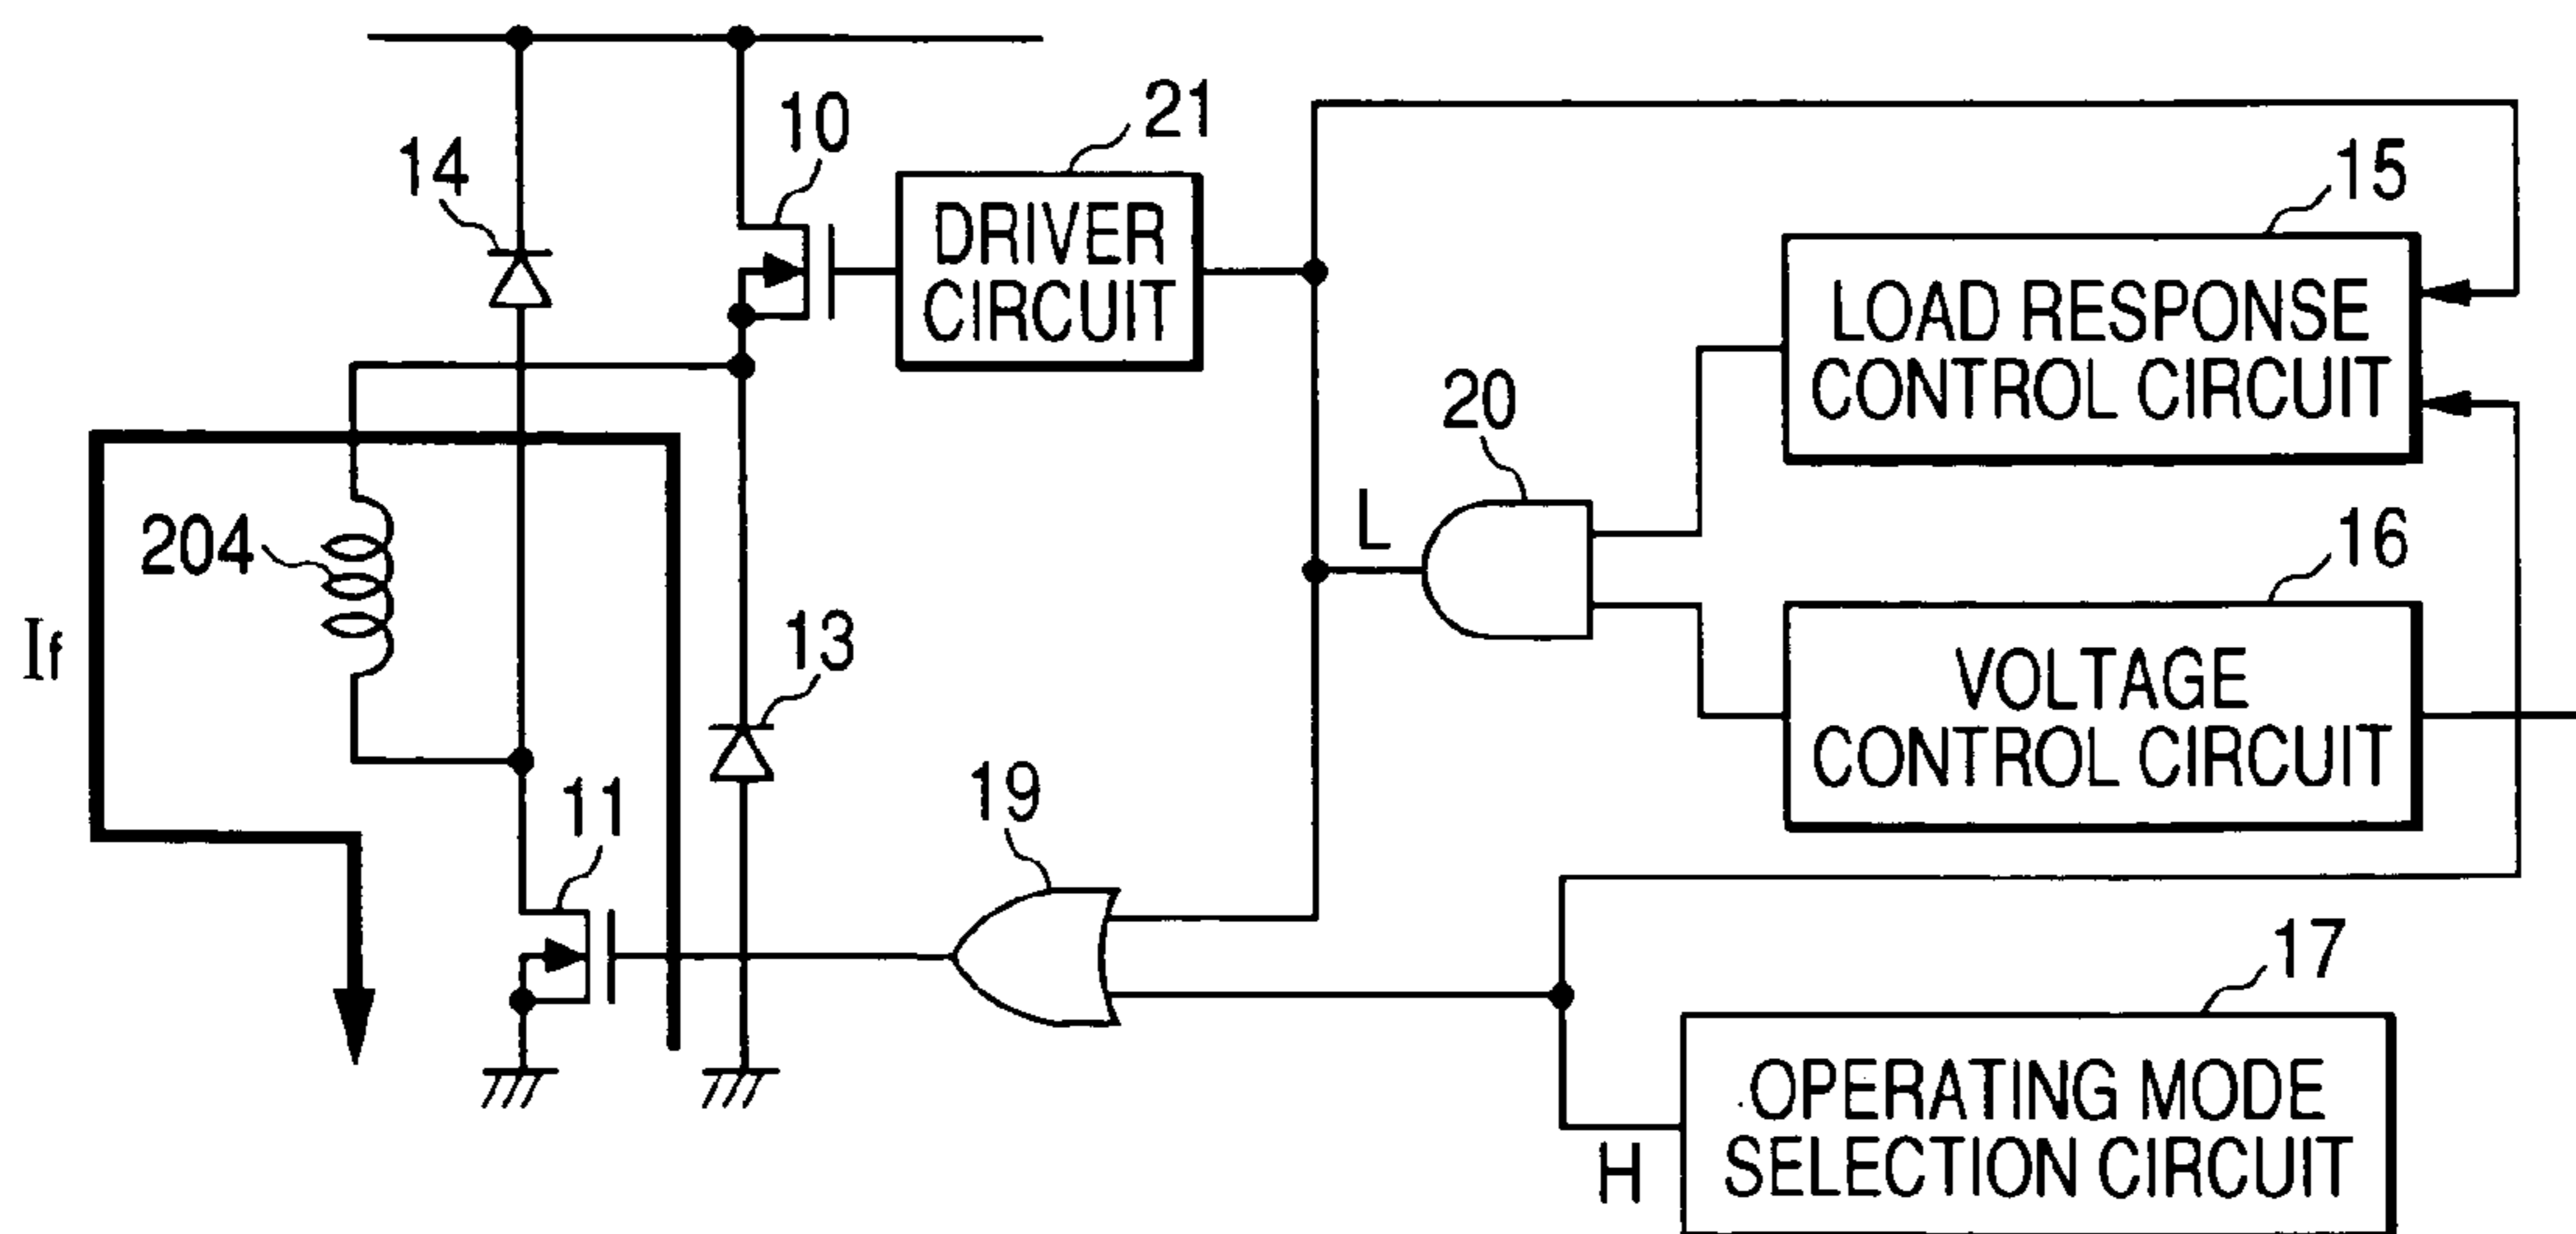 21
10
14
15
DRIVER
CIRCUIT
LOAD RESPONSE
CONTROL CIRCUIT
20
L
204
16
If
13
VOLTAGE
CONTROL CIRCUIT
11
19
17
OPERATING MODE
SELECTION CIRCUIT
H